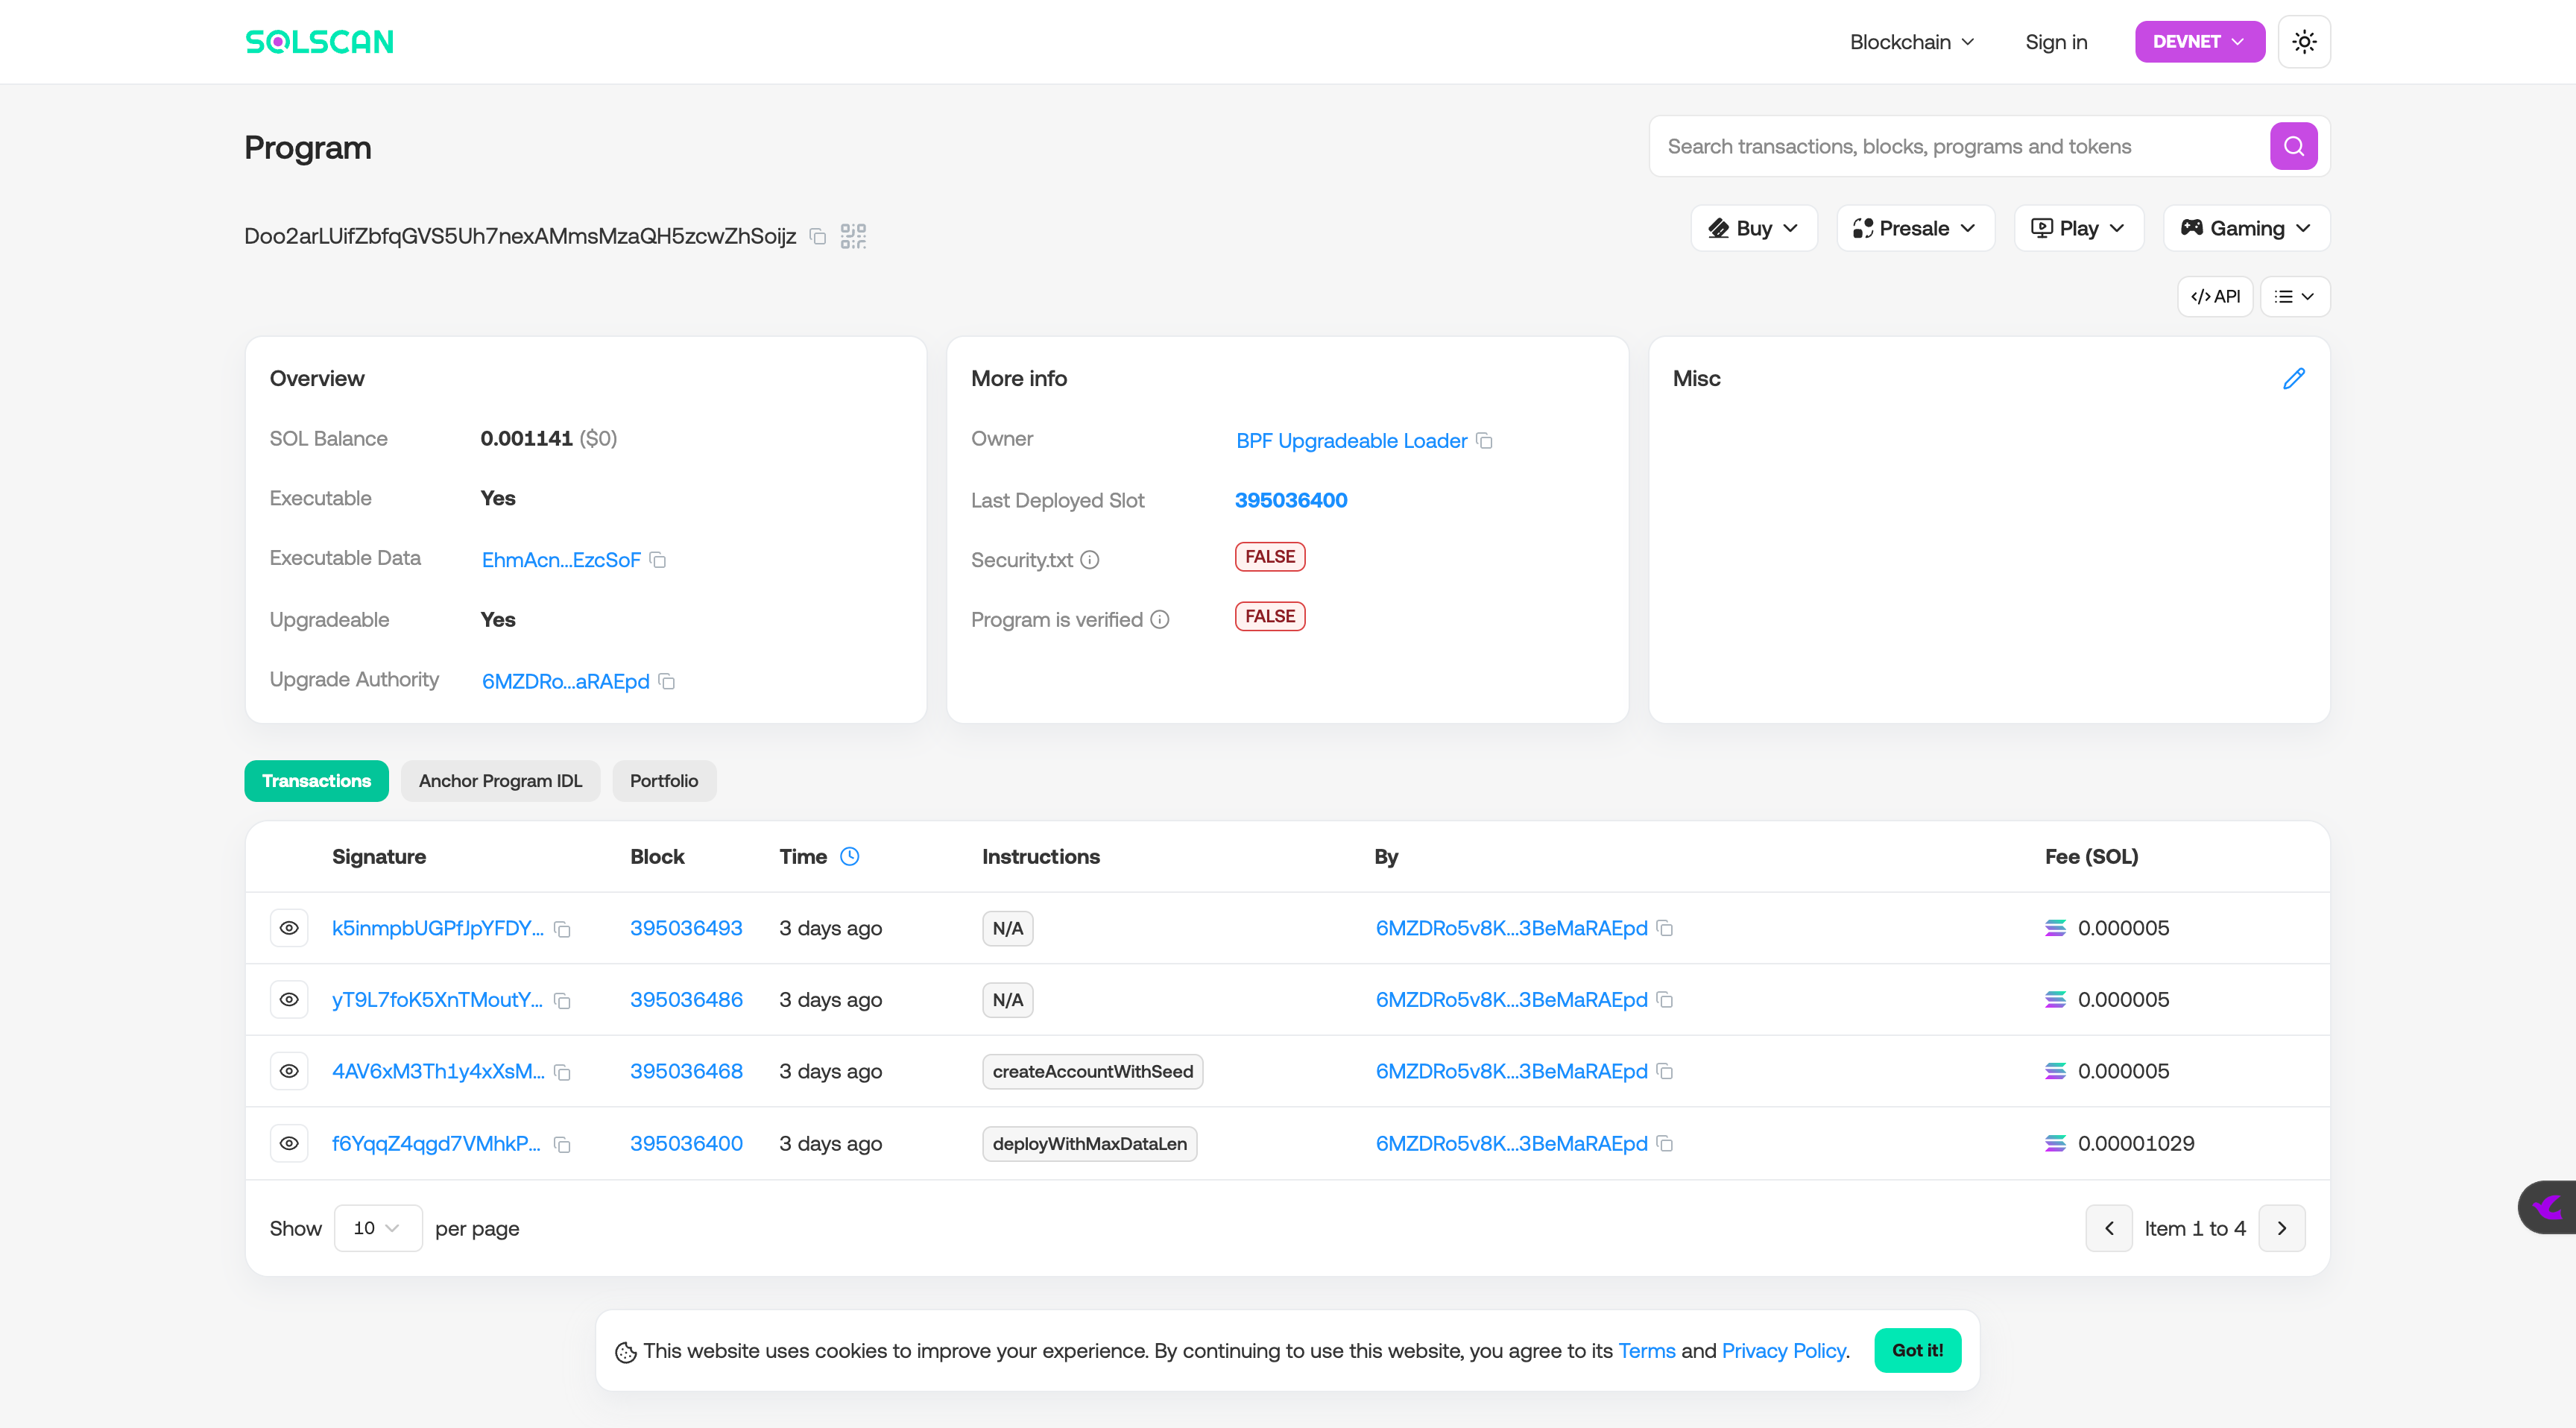 SOLSCAN
Blockchain Sign in DEVNET
Program
Search transactions, blocks, programs and tokens
Doo2arLUifZbfqGVS5Uh7nexAMmsMzaQH5zcwZhSoijz
Buy Presale Play Gaming
</> API
Overview
SOL Balance 0.001141 ($0)
Executable Yes
Executable Data EhmAcn...EzcSoF
Upgradeable Yes
Upgrade Authority 6MZDRo...aRAEpd
More info
Owner BPF Upgradeable Loader
Last Deployed Slot 395036400
Security.txt FALSE
Program is verified FALSE
Misc
Transactions Anchor Program IDL Portfolio
Signature Block Time Instructions By Fee (SOL)
k5inmpbUGPfJpYFDY... 395036493 3 days ago N/A 6MZDRo5v8K...3BeMaRAEpd 0.000005
yT9L7foK5XnTMoutY... 395036486 3 days ago N/A 6MZDRo5v8K...3BeMaRAEpd 0.000005
4AV6xM3Th1y4xXsM... 395036468 3 days ago createAccountWithSeed 6MZDRo5v8K...3BeMaRAEpd 0.000005
f6YqqZ4qgd7VMhkP... 395036400 3 days ago deployWithMaxDataLen 6MZDRo5v8K...3BeMaRAEpd 0.00001029
Show 10 per page Item 1 to 4
This website uses cookies to improve your experience. By continuing to use this website, you agree to its Terms and Privacy Policy. Got it!